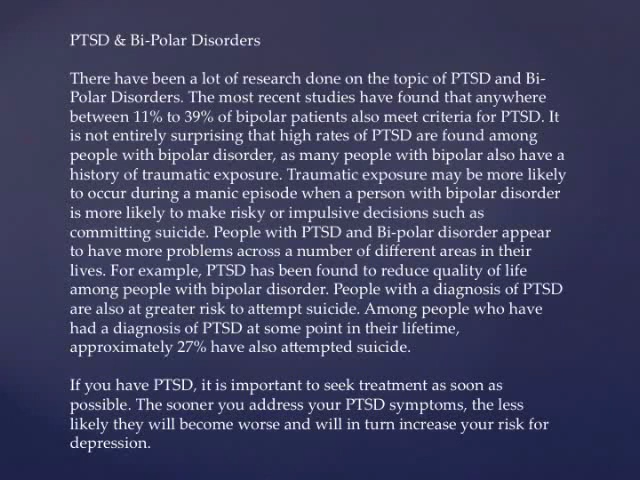 PTSD & Bi-Polar Disorders
There have been a lot of research done on the topic of PTSD and Bi-
Polar Disorders. The most recent studies have found that anywhere
between 11% to 39% of bipolar patients also meet criteria for PTSD. It
is not entirely surprising that high rates of PTSD are found among
people with bipolar disorder, as many people with bipolar also have a
history of traumatic exposure. Traumatic exposure may be more likely
to occur during a manic episode when a person with bipolar disorder
is more likely to make risky or impulsive decisions such as
committing suicide. People with PTSD and Bi-polar disorder appear
to have more problems across a number of different areas in their
lives. For example, PTSD has been found to reduce quality of life
among people with bipolar disorder. People with a diagnosis of PTSD
are also at greater risk to attempt suicide. Among people who have
had a diagnosis of PTSD at some point in their lifetime,
approximately 27% have also attempted suicide.
If you have PTSD, it is important to seek treatment as soon as
possible. The sooner you address your PTSD symptoms, the less
likely they will become worse and will in turn increase your risk for
depression.